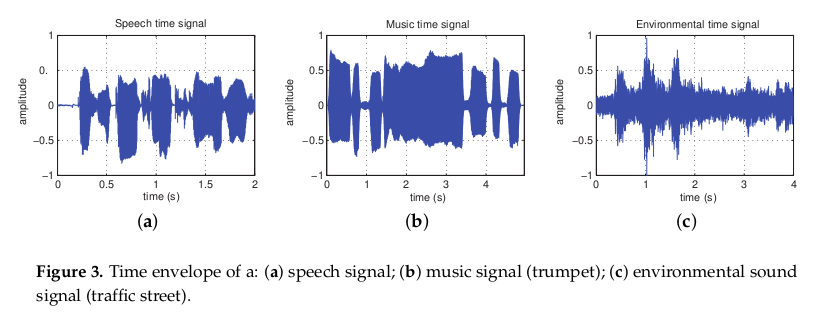 Speech time signal
1
0.
0
−0.5
−1
amplitude
0 0.5 1 1.5 2
time (s)
(a)
Music time signal
1
0.5
0
−0.5
−1
amplitude
0 1 2 3 4
time (s)
(b)
Environmental time signal
1
0.5
0
−0.5
−1
amplitude
0 1 2 3 4
time (s)
(c)
Figure 3. Time envelope of a: (a) speech signal; (b) music signal (trumpet); (c) environmental sound
signal (traffic street).